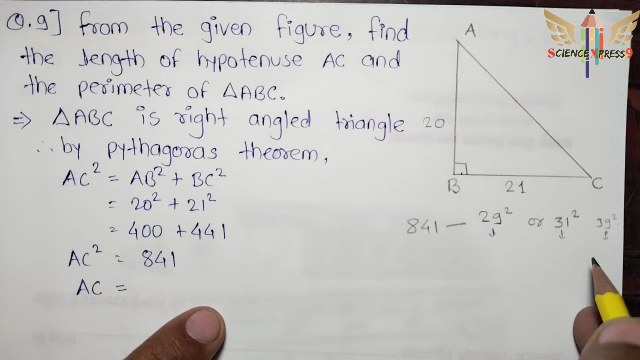 Q.9] From the given figure, find
the length of hypotenuse AC and
the perimeter of △ABC.
⇒ △ABC is right angled triangle
∴ by pythagoras theorem,
AC² = AB² + BC²
= 20² + 21²
= 400 + 441
AC² = 841
AC =
A
20
B
21
C
841 — 29² or 31² 39²
SCIENCEXPRESS9